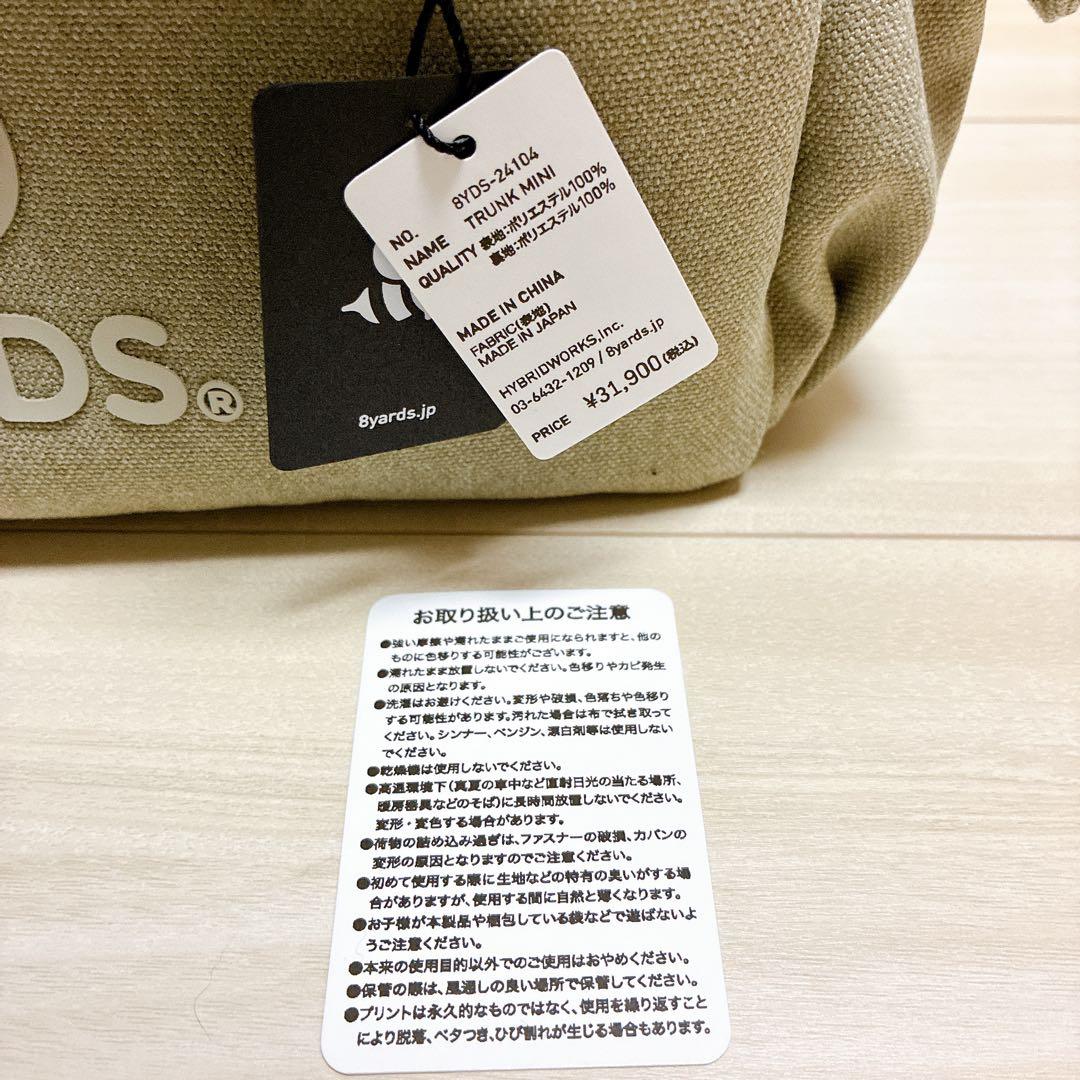 NO. 8YDS-24104
NAME TRUNK MINI
QUALITY 表地:ポリエステル100%
裏地:ポリエステル100%
MADE IN CHINA
FABRIC(表地)
MADE IN JAPAN
HYBRIDWORKS,inc.
03-6432-1209 / 8yards.jp
PRICE ¥31,900(税込)
8yards.jp
DS®
お取り扱い上のご注意
●強い摩擦や濡れたままご使用になられますと、他の
ものに色移りする可能性がございます。
●濡れたまま放置しないでください。色移りやカビ発生
の原因となります。
●洗濯はお避けください。変形や破損、色落ちや色移り
する可能性があります。汚れた場合は布で拭き取って
ください。シンナー、ベンジン、漂白剤等は使用しない
でください。
●乾燥機は使用しないでください。
●高温環境下(真夏の車中など直射日光の当たる場所、
暖房器具などのそば)に長時間放置しないでください。
変形・変色する場合があります。
●荷物の詰め込み過ぎは、ファスナーの破損、カバンの
変形の原因となりますのでご注意ください。
●初めて使用する際に生地などの特有の臭いがする場
合がありますが、使用する間に自然と薄くなります。
●お子様が本製品や梱包している袋などで遊ばないよ
うご注意ください。
●本来の使用目的以外でのご使用はおやめください。
●保管の際は、風通しの良い場所で保管してください。
●プリントは永久的なものではなく、使用を繰り返すこと
により脱落、ベタつき、ひび割れが生じる場合もあります。